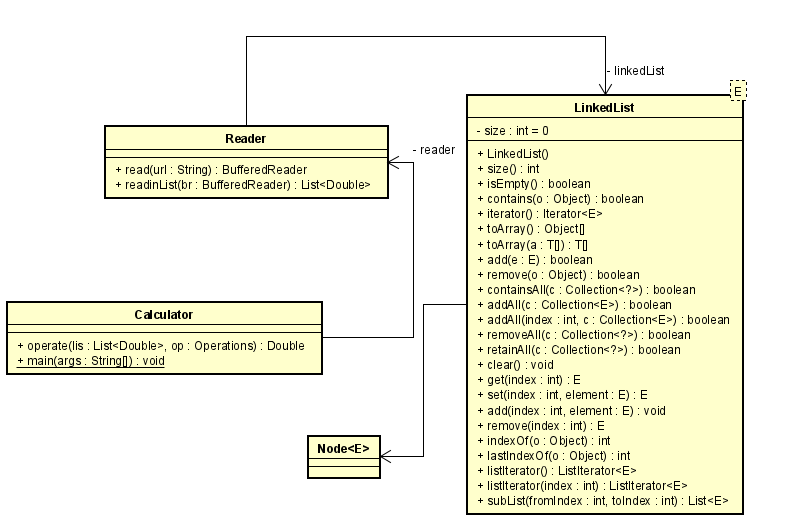 - linkedList
E
LinkedList
- size : int = 0
+ LinkedList()
+ size() : int
+ isEmpty() : boolean
+ contains(o : Object) : boolean
+ iterator() : Iterator<E>
+ toArray() : Object[]
+ toArray(a : T[]) : T[]
+ add(e : E) : boolean
+ remove(o : Object) : boolean
+ containsAll(c : Collection<?>) : boolean
+ addAll(c : Collection<E>) : boolean
+ addAll(index : int, c : Collection<E>) : boolean
+ removeAll(c : Collection<?>) : boolean
+ retainAll(c : Collection<?>) : boolean
+ clear() : void
+ get(index : int) : E
+ set(index : int, element : E) : E
+ add(index : int, element : E) : void
+ remove(index : int) : E
+ indexOf(o : Object) : int
+ lastIndexOf(o : Object) : int
+ listIterator() : ListIterator<E>
+ listIterator(index : int) : ListIterator<E>
+ subList(fromIndex : int, toIndex : int) : List<E>
Reader
+ read(url : String) : BufferedReader
+ readinList(br : BufferedReader) : List<Double>
- reader
Calculator
+ operate(lis : List<Double>, op : Operations) : Double
+ main(args : String[]) : void
Node<E>